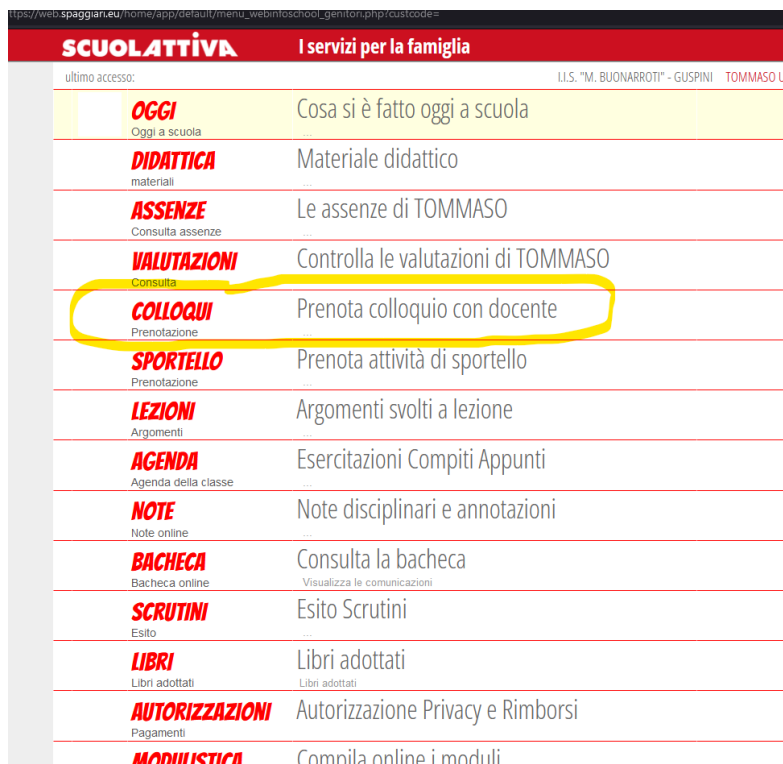 ttps://web.spaggiari.eu/home/app/default/menu_webinfoschool_genitori.php?custcode=
SCUOLATTIVA I servizi per la famiglia
ultimo accesso: I.I.S. "M. BUONARROTI" - GUSPINI TOMMASO U
OGGI Cosa si è fatto oggi a scuola
Oggi a scuola ...
DIDATTICA Materiale didattico
materiali ...
ASSENZE Le assenze di TOMMASO
Consulta assenze ...
VALUTAZIONI Controlla le valutazioni di TOMMASO
Consulta
COLLOQUI Prenota colloquio con docente
Prenotazione ...
SPORTELLO Prenota attività di sportello
Prenotazione ...
LEZIONI Argomenti svolti a lezione
Argomenti ...
AGENDA Esercitazioni Compiti Appunti
Agenda della classe ...
NOTE Note disciplinari e annotazioni
Note online ...
BACHECA Consulta la bacheca
Bacheca online Visualizza le comunicazioni
SCRUTINI Esito Scrutini
Esito ...
LIBRI Libri adottati
Libri adottati Libri adottati
AUTORIZZAZIONI Autorizzazione Privacy e Rimborsi
Pagamenti
MODULISTICA Compila online i moduli